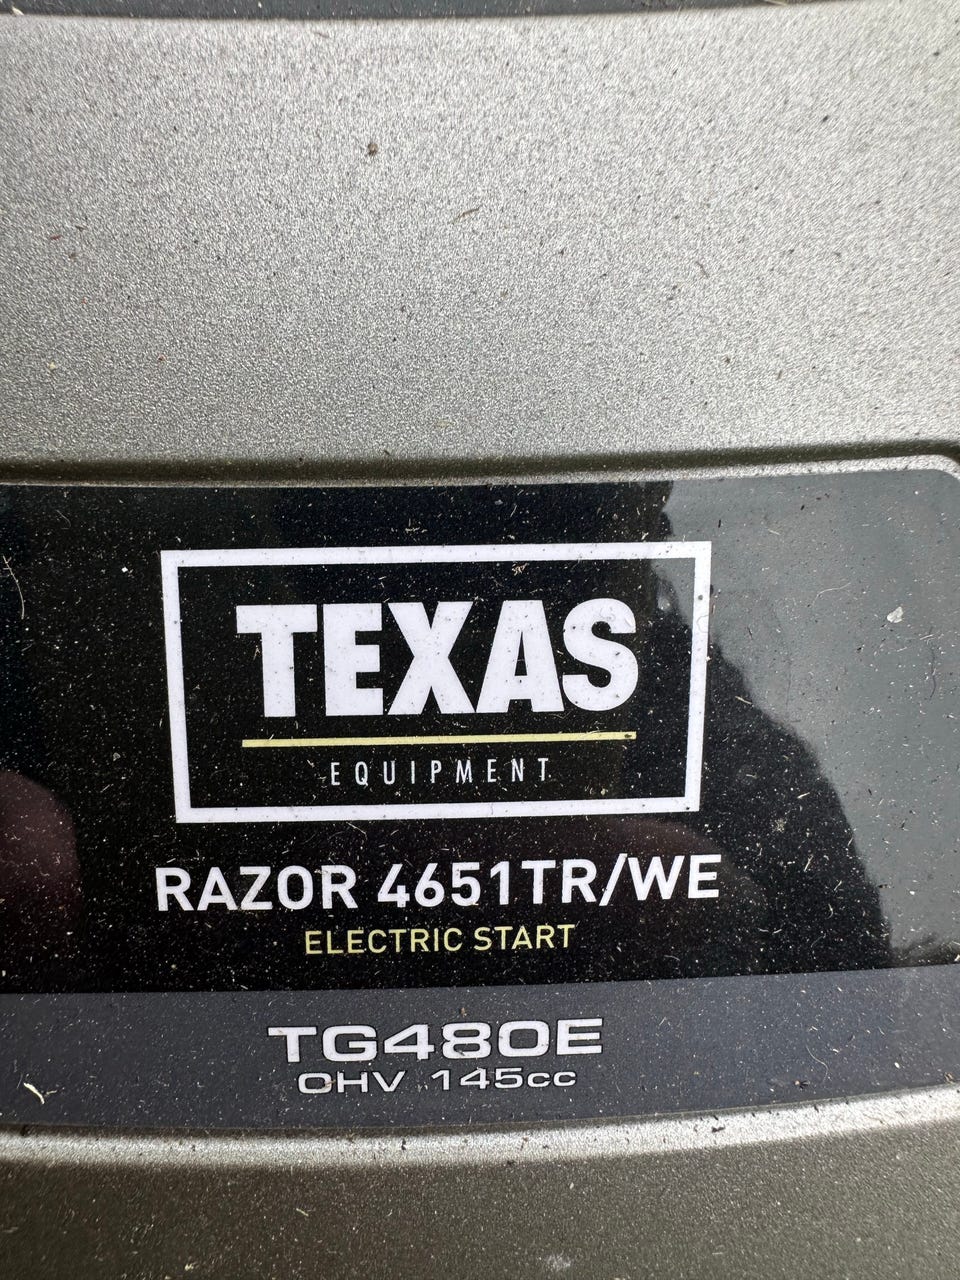 TEXAS
EQUIPMENT
RAZOR 4651TR/WE
ELECTRIC START
TG480E
OHV 145cc